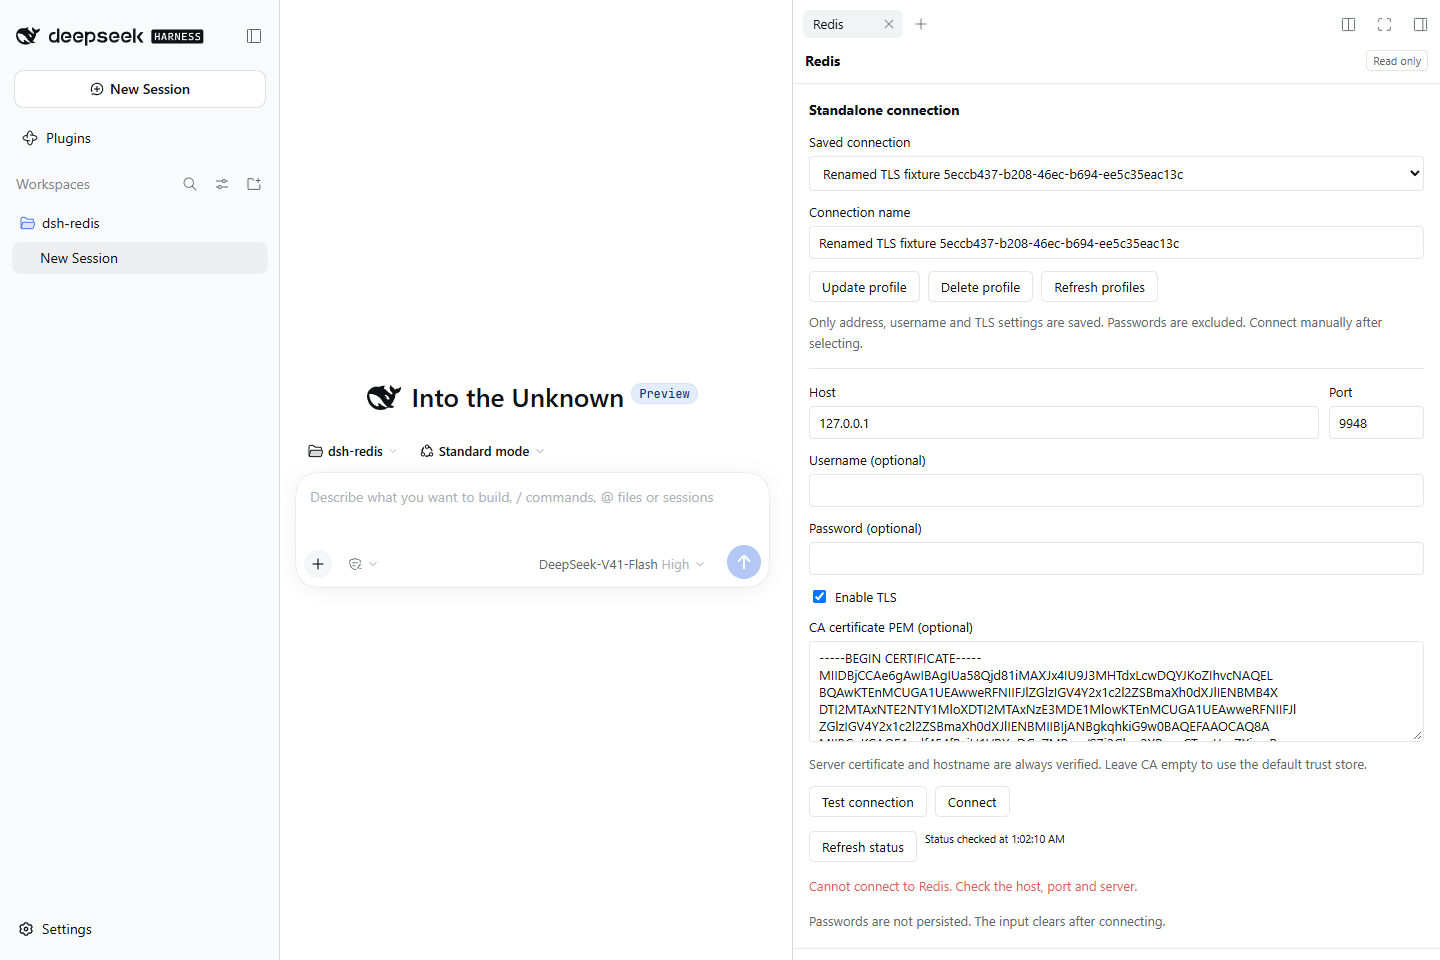 deepseek HARNESS
New Session
Plugins
Workspaces
dsh-redis
New Session
Settings
Into the Unknown
Preview
dsh-redis
Standard mode
Describe what you want to build, / commands, @ files or sessions
DeepSeek-V41-Flash High
Redis
Redis
Read only
Standalone connection
Saved connection
Renamed TLS fixture 5eccb437-b208-46ec-b694-ee5c35eac13c
Connection name
Renamed TLS fixture 5eccb437-b208-46ec-b694-ee5c35eac13c
Update profile
Delete profile
Refresh profiles
Only address, username and TLS settings are saved. Passwords are excluded. Connect manually after
selecting.
Host
Port
127.0.0.1
9948
Username (optional)
Password (optional)
Enable TLS
CA certificate PEM (optional)
-----BEGIN CERTIFICATE-----
MIIDBjCCAe6gAwIBAgIUa58Qjd81iMAXJx4IU9J3MHTdxLcwDQYJKoZIhvcNAQEL
BQAwKTEnMCUGA1UEAwweRFNIIFJlZGlzIGV4Y2x1c2l2ZSBmaXh0dXJlIENBMB4X
DTI2MTAxNTE2NTY1MloXDTI2MTAxNzE3MDE1MlowKTEnMCUGA1UEAwweRFNIIFJl
ZGlzIGV4Y2x1c2l2ZSBmaXh0dXJlIENBMIIBIjANBgkqhkiG9w0BAQEFAAOCAQ8A
Server certificate and hostname are always verified. Leave CA empty to use the default trust store.
Test connection
Connect
Refresh status
Status checked at 1:02:10 AM
Cannot connect to Redis. Check the host, port and server.
Passwords are not persisted. The input clears after connecting.